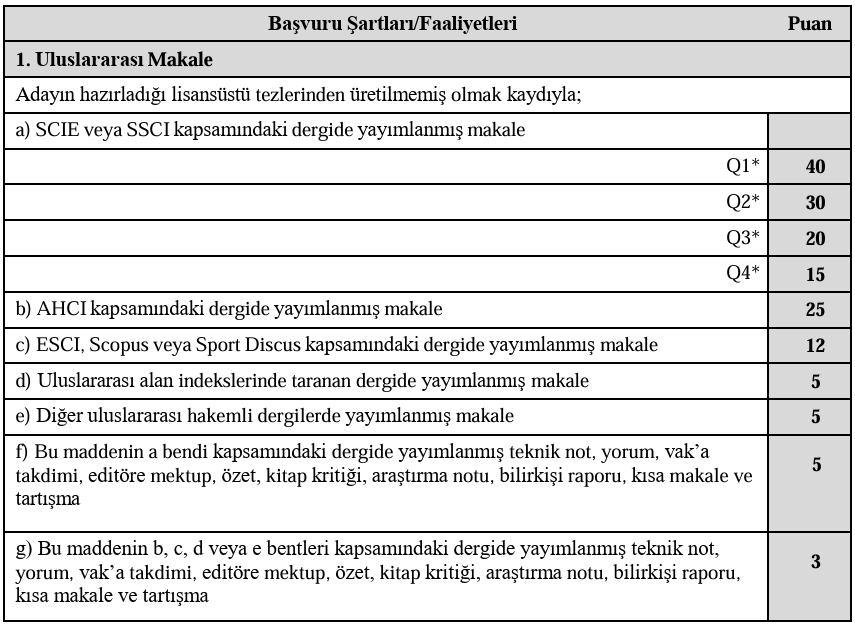 Başvuru Şartları/Faaliyetleri Puan
1. Uluslararası Makale
Adayın hazırladığı lisansüstü tezlerinden üretilmemiş olmak kaydıyla;
a) SCIE veya SSCI kapsamındaki dergide yayımlanmış makale
Q1* 40
Q2* 30
Q3* 20
Q4* 15
b) AHCI kapsamındaki dergide yayımlanmış makale 25
c) ESCI, Scopus veya Sport Discus kapsamındaki dergide yayımlanmış makale 12
d) Uluslararası alan indekslerinde taranan dergide yayımlanmış makale 5
e) Diğer uluslararası hakemli dergilerde yayımlanmış makale 5
f) Bu maddenin a bendi kapsamındaki dergide yayımlanmış teknik not, yorum, vak’a
takdimi, editöre mektup, özet, kitap kritiği, araştırma notu, bilirkişi raporu, kısa makale ve 5
tartışma
g) Bu maddenin b, c, d veya e bentleri kapsamındaki dergide yayımlanmış teknik not,
yorum, vak’a takdimi, editöre mektup, özet, kitap kritiği, araştırma notu, bilirkişi raporu, 3
kısa makale ve tartışma